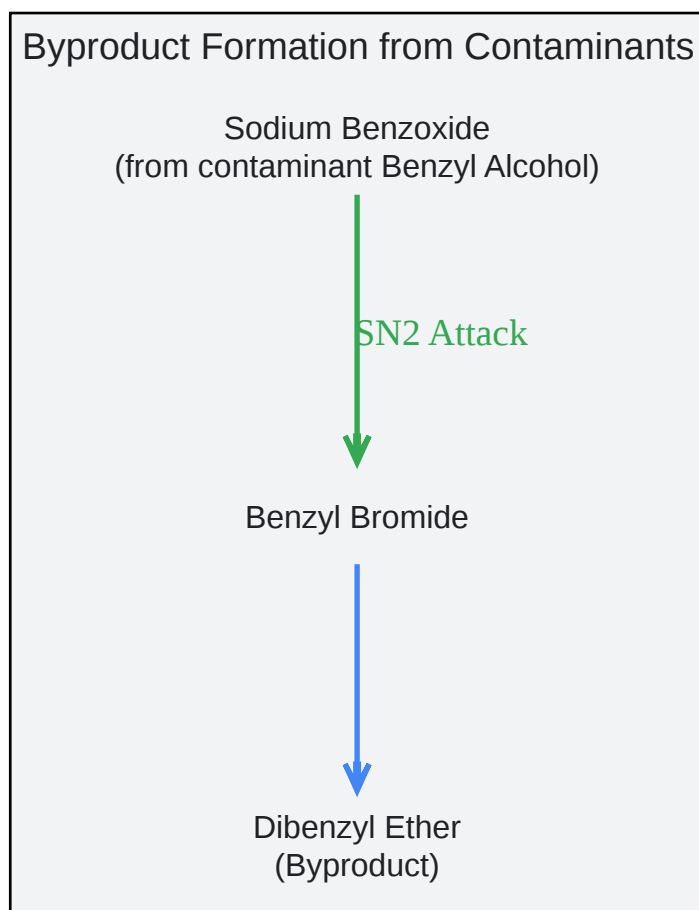 Byproduct Formation from Contaminants
Sodium Benzoxide
(from contaminant Benzyl Alcohol)
SN2 Attack
Benzyl Bromide
Dibenzyl Ether
(Byproduct)